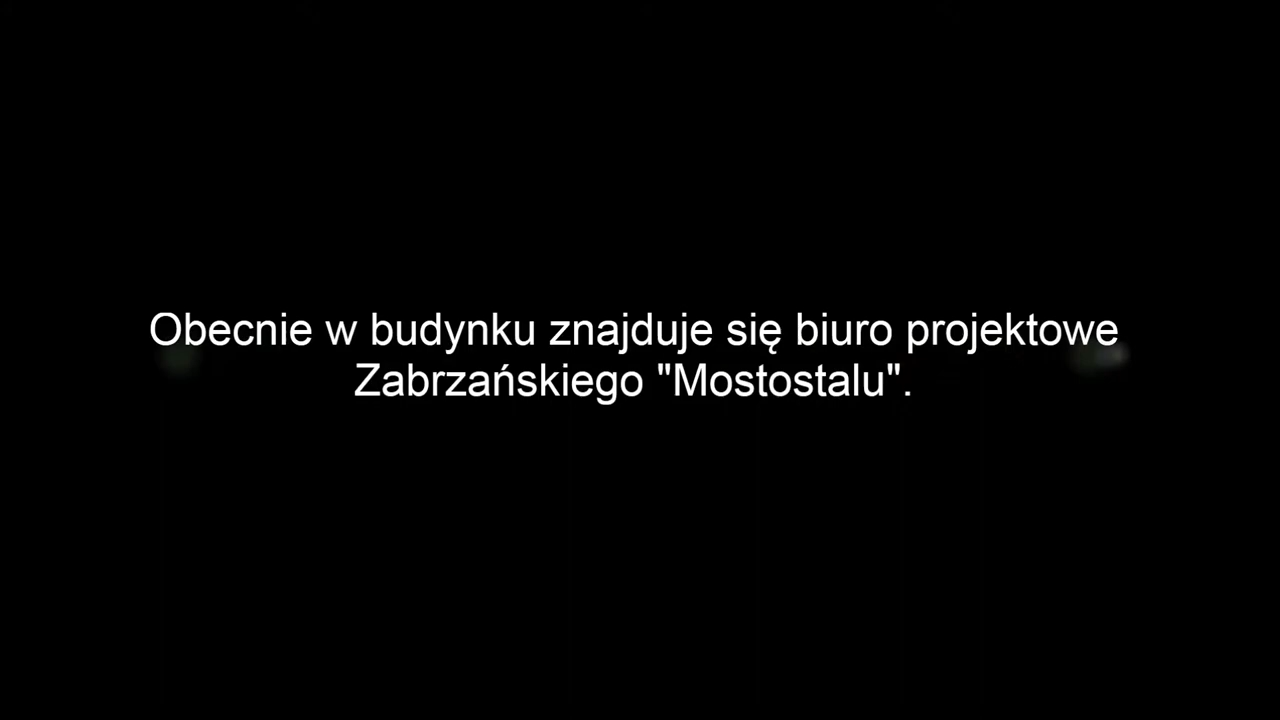 Obecnie w budynku znajduje się biuro projektowe
Zabrzańskiego "Mostostalu".